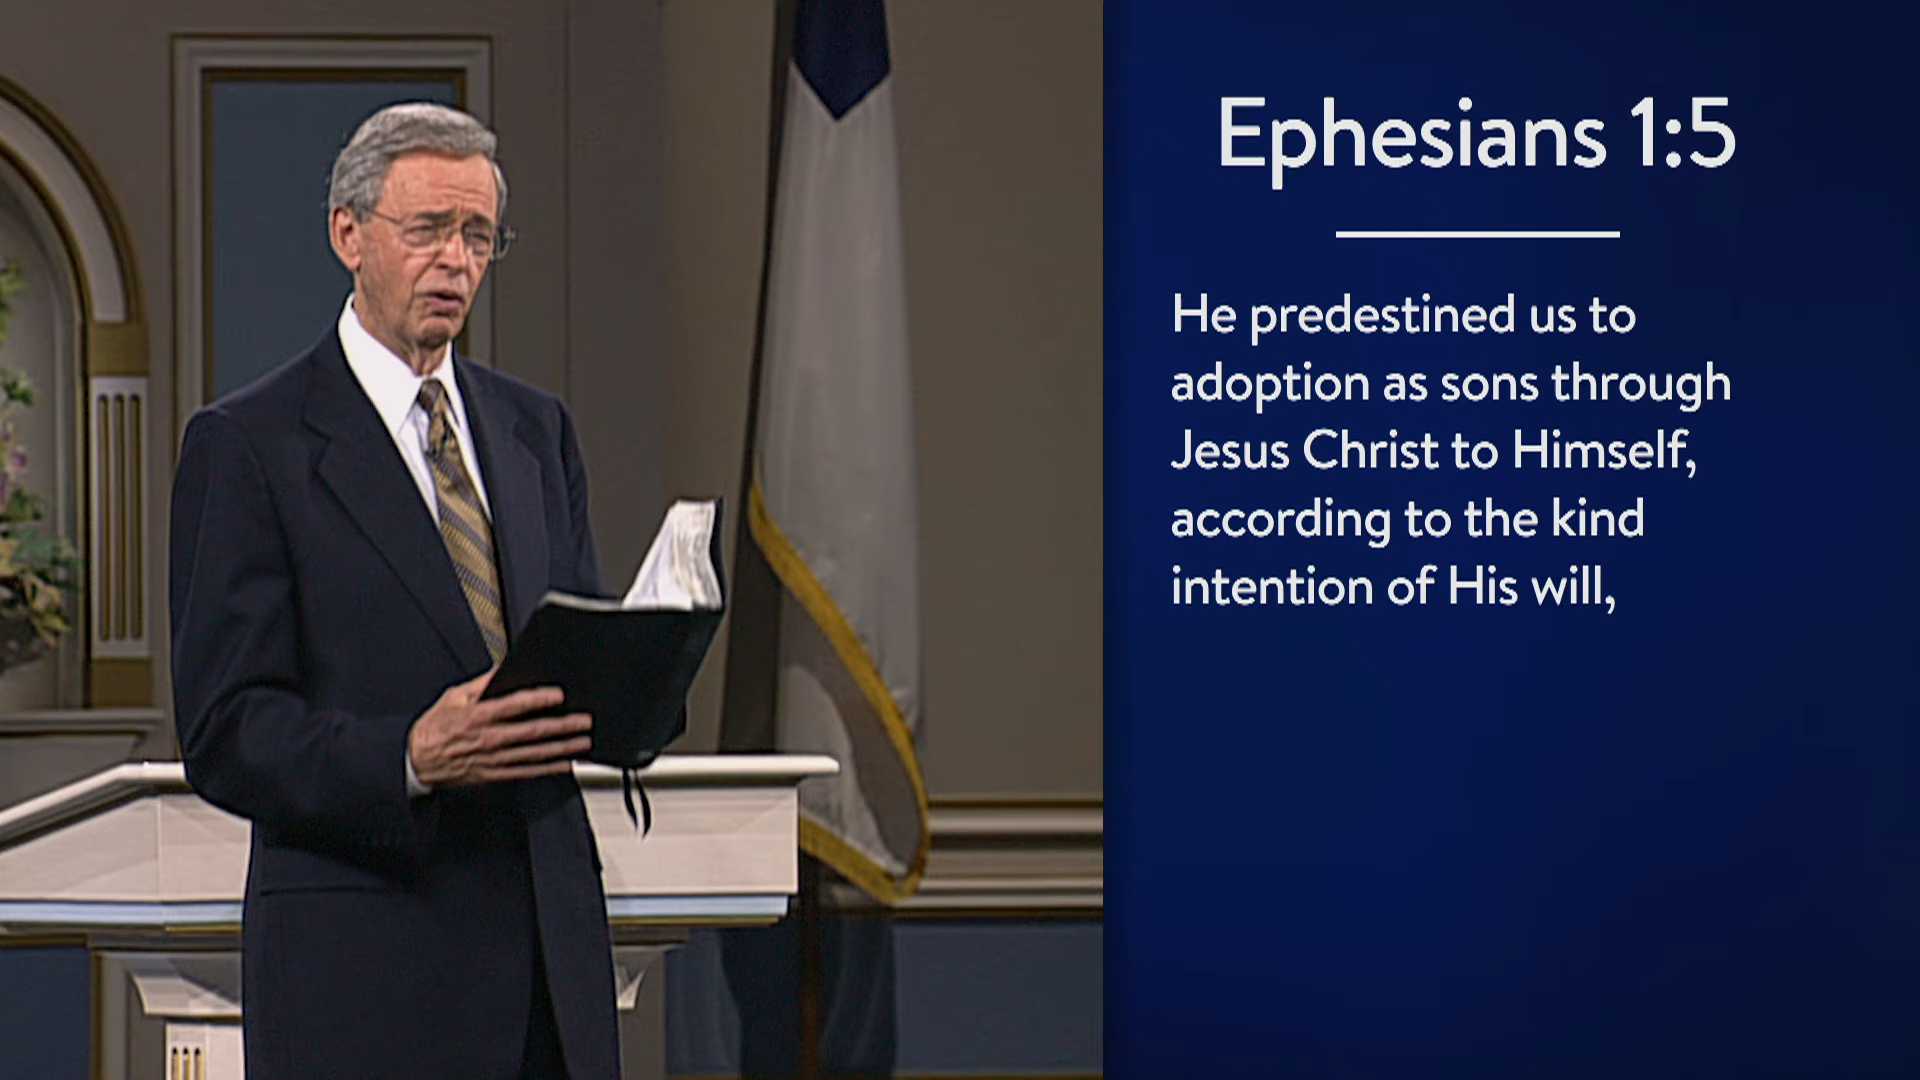 Ephesians 1:5
He predestined us to
adoption as sons through
Jesus Christ to Himself,
according to the kind
intention of His will,